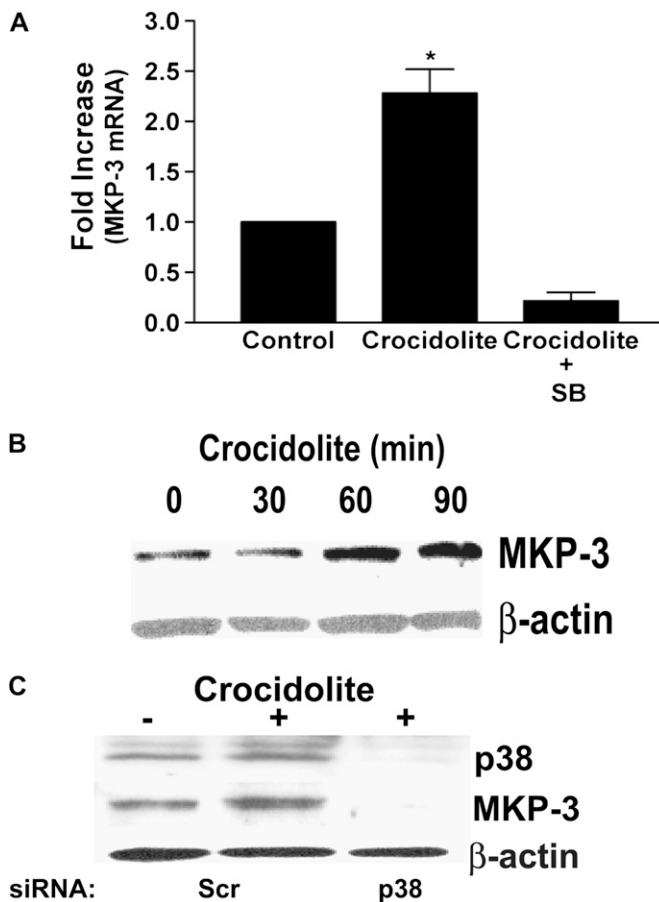 A
Fold Increase
(MKP-3 mRNA)
3.0
2.5
2.0
1.5
1.0
0.5
0.0
*
Control Crocidolite Crocidolite
+
SB
B
Crocidolite (min)
0 30 60 90
MKP-3
β-actin
C
Crocidolite
- + +
p38
MKP-3
β-actin
siRNA: Scr p38